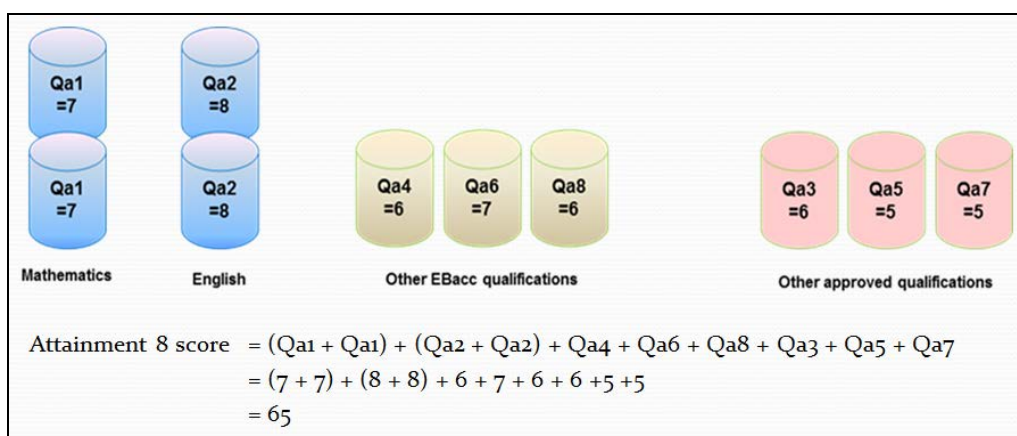 Qa1
=7
Qa2
=8
Qa1
=7
Qa2
=8
Qa4
=6
Qa6
=7
Qa8
=6
Qa3
=6
Qa5
=5
Qa7
=5
Mathematics
English
Other EBacc qualifications
Other approved qualifications
Attainment 8 score = (Qa1 + Qa1) + (Qa2 + Qa2) + Qa4 + Qa6 + Qa8 + Qa3 + Qa5 + Qa7
= (7 + 7) + (8 + 8) + 6 + 7 + 6 + 6 +5 +5
= 65